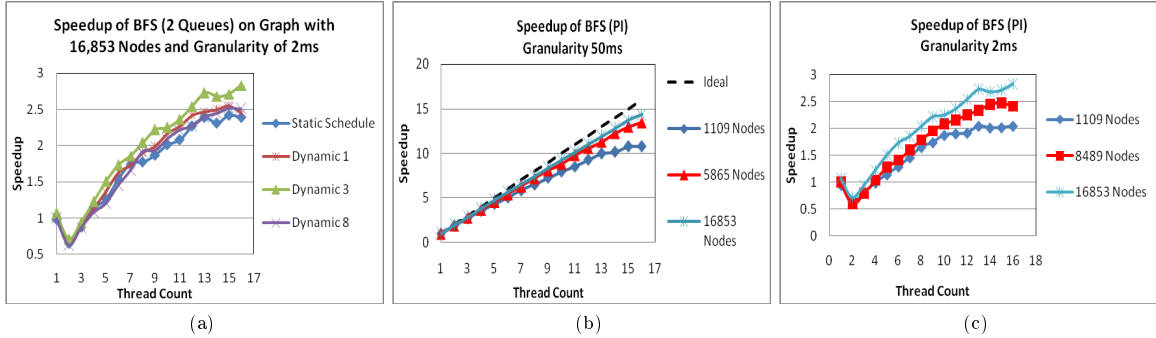 Speedup of BFS (2 Queues) on Graph with
16,853 Nodes and Granularity of 2ms
3
2.5
2
1.5
1
0.5
Speedup
1 3 5 7 9 11 13 15 17
Thread Count
Static Schedule
Dynamic 1
Dynamic 3
Dynamic 8
(a)
Speedup of BFS (PI)
Granularity 50ms
20
15
10
5
0
Speedup
1 3 5 7 9 11 13 15 17
Thread Count
Ideal
1109 Nodes
5865 Nodes
16853
Nodes
(b)
Speedup of BFS (PI)
Granularity 2ms
3
2.5
2
1.5
1
0.5
0
Speedup
0 2 4 6 8 10 12 14 16 18
Thread Count
1109 Nodes
8489 Nodes
16853 Nodes
(c)